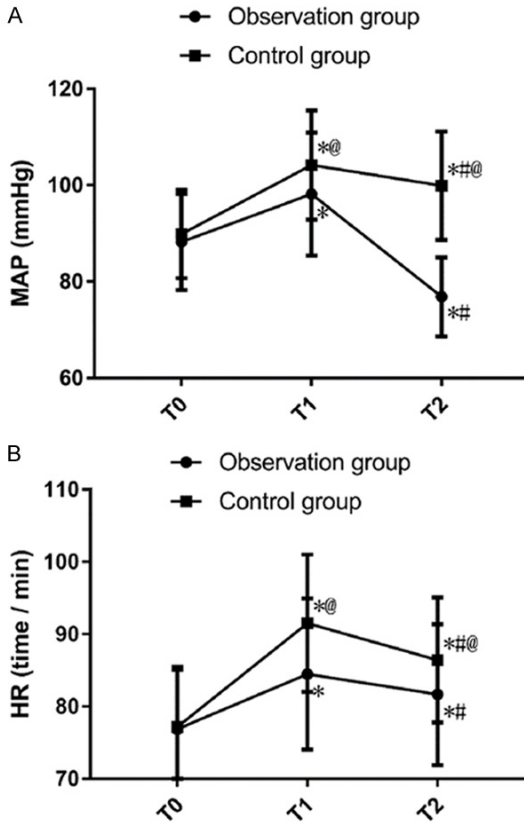 A
Observation group
Control group
MAP (mmHg)
120
100
80
60
*@
*
*#@
*#
T0
T1
T2
B
Observation group
Control group
HR (time / min)
110
100
90
80
70
*@
*
*#@
*#
T0
T1
T2